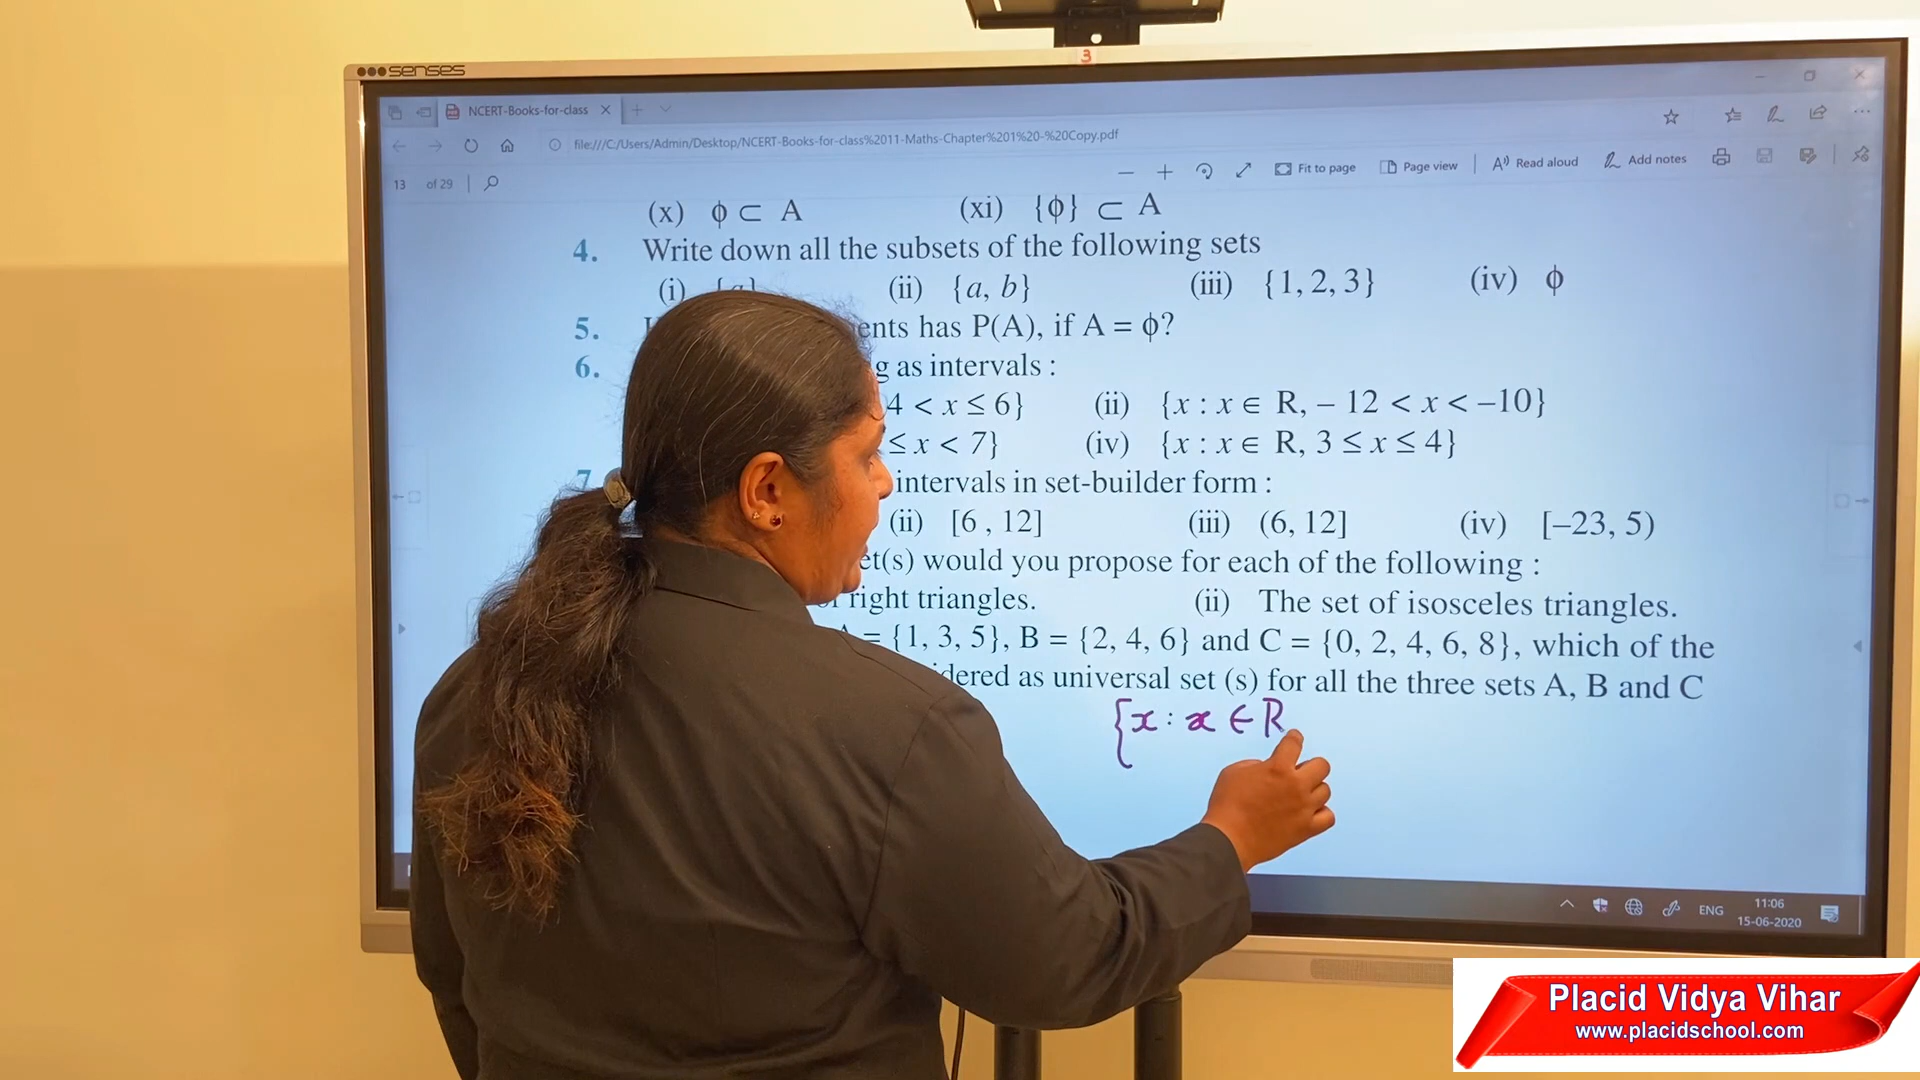 senses
3
NCERT-Books-for-class
file:///C:/Users/Admin/Desktop/NCERT-Books-for-class%2011-Maths-Chapter%201%20-%20Copy.pdf
13 of 29 Fit to page Page view Read aloud Add notes
(x) ϕ ⊂ A (xi) {ϕ} ⊂ A
4. Write down all the subsets of the following sets
(i) (ii) {a, b} (iii) {1, 2, 3} (iv) ϕ
5. has P(A), if A = ϕ?
6. as intervals :
4 < x ≤ 6} (ii) {x : x ∈ R, – 12 < x < –10}
≤ x < 7} (iv) {x : x ∈ R, 3 ≤ x ≤ 4}
7. intervals in set-builder form :
(ii) [6 , 12] (iii) (6, 12] (iv) [–23, 5)
would you propose for each of the following :
right triangles. (ii) The set of isosceles triangles.
= {1, 3, 5}, B = {2, 4, 6} and C = {0, 2, 4, 6, 8}, which of the
as universal set (s) for all the three sets A, B and C
{x : x ∈ R,
ENG 11:06
15-06-2020
Placid Vidya Vihar
www.placidschool.com